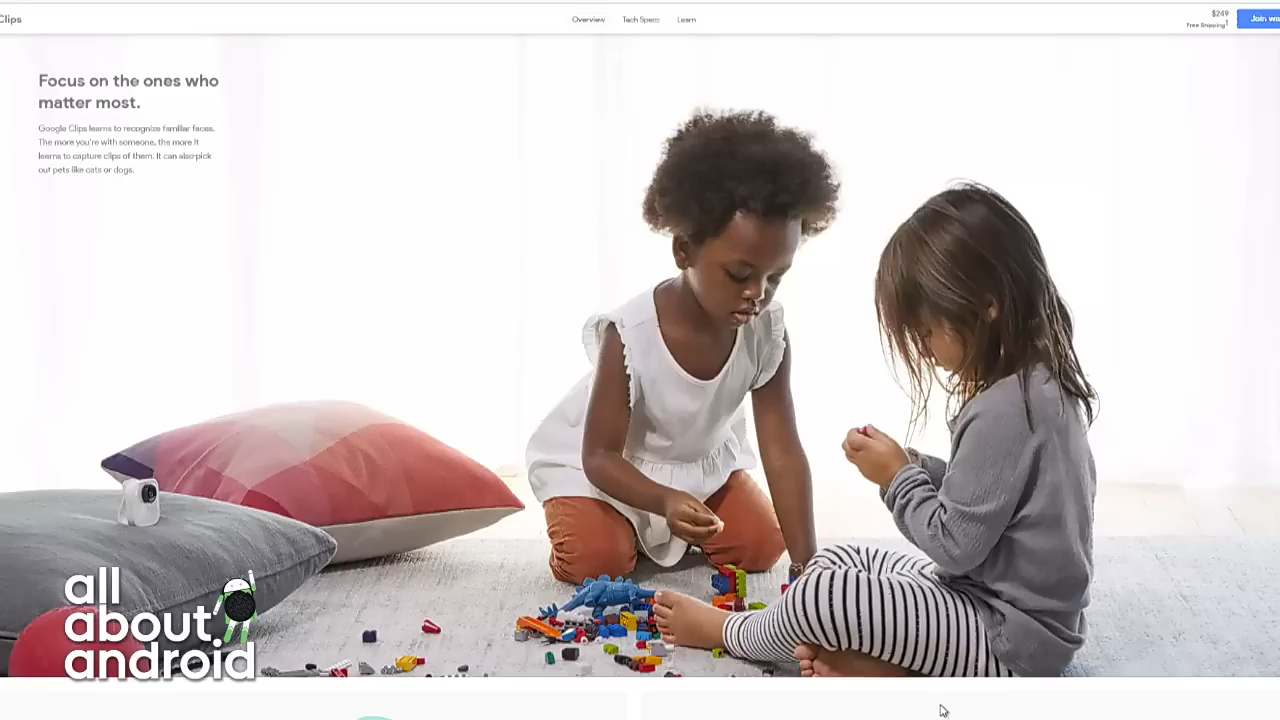 Clips
Overview
Tech Specs
Learn
$249
Free Shipping
Join
Focus on the ones who
matter most.
Google Clips learns to recognize familiar faces.
The more you're with someone, the more it
learns to capture clips of them. It can also pick
out pets like cats or dogs.
all
about
android